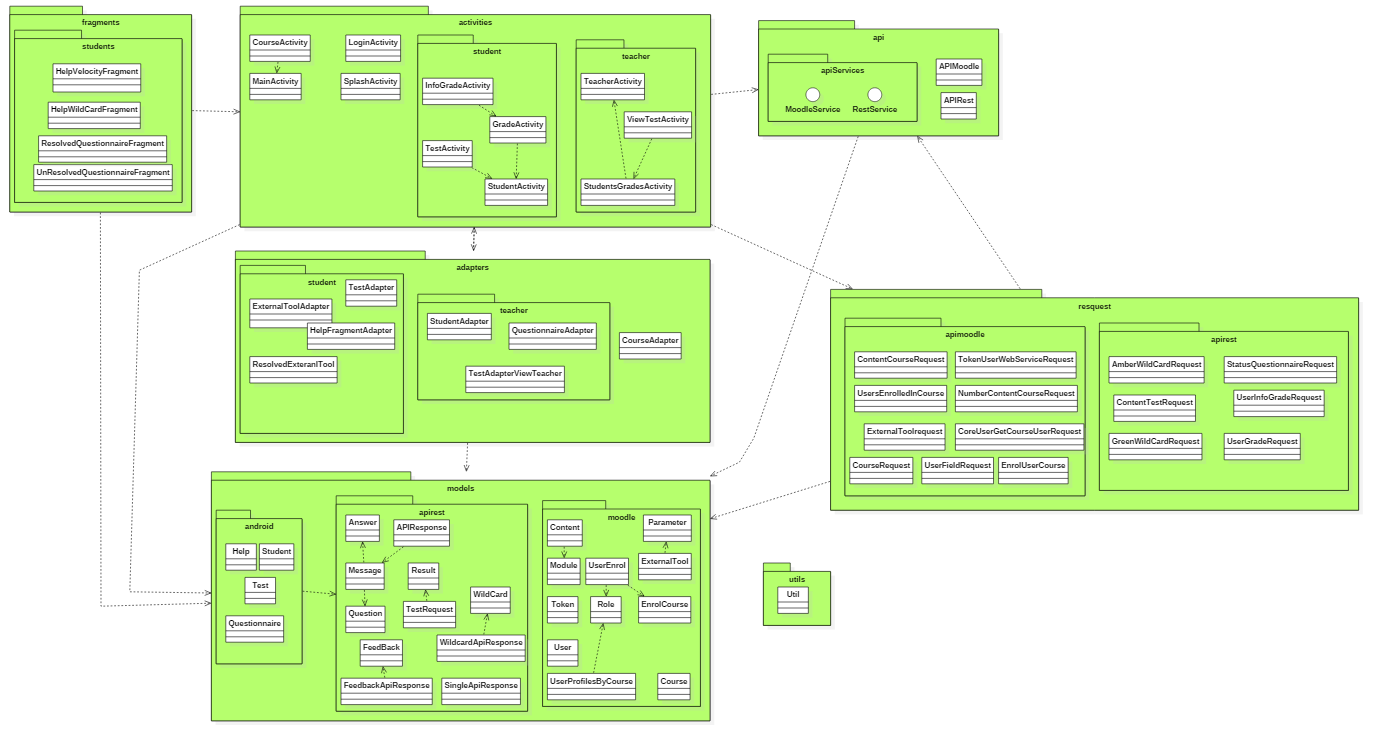 fragments
students
HelpVelocityFragment
HelpWildCardFragment
ResolvedQuestionnaireFragment
UnResolvedQuestionnaireFragment
activities
CourseActivity
LoginActivity
MainActivity
SplashActivity
student
InfoGradeActivity
GradeActivity
TestActivity
StudentActivity
teacher
TeacherActivity
ViewTestActivity
StudentsGradesActivity
api
apiServices
MoodleService
RestService
APIMoodle
APIRest
adapters
student
TestAdapter
ExternalToolAdapter
HelpFragmentAdapter
ResolvedExteranlTool
teacher
StudentAdapter
QuestionnaireAdapter
TestAdapterViewTeacher
CourseAdapter
resquest
apimoodle
ContentCourseRequest
TokenUserWebServiceRequest
UsersEnrolledInCourse
NumberContentCourseRequest
ExternalToolrequest
CoreUserGetCourseUserRequest
CourseRequest
UserFieldRequest
EnrolUserCourse
apirest
AmberWildCardRequest
StatusQuestionnaireRequest
ContentTestRequest
UserInfoGradeRequest
GreenWildCardRequest
UserGradeRequest
models
android
Help
Student
Test
Questionnaire
apirest
Answer
APIResponse
Message
Result
WildCard
Question
TestRequest
FeedBack
WildcardApiResponse
FeedbackApiResponse
SingleApiResponse
moodle
Content
Parameter
Module
UserEnrol
ExternalTool
Token
Role
EnrolCourse
User
UserProfilesByCourse
Course
utils
Util